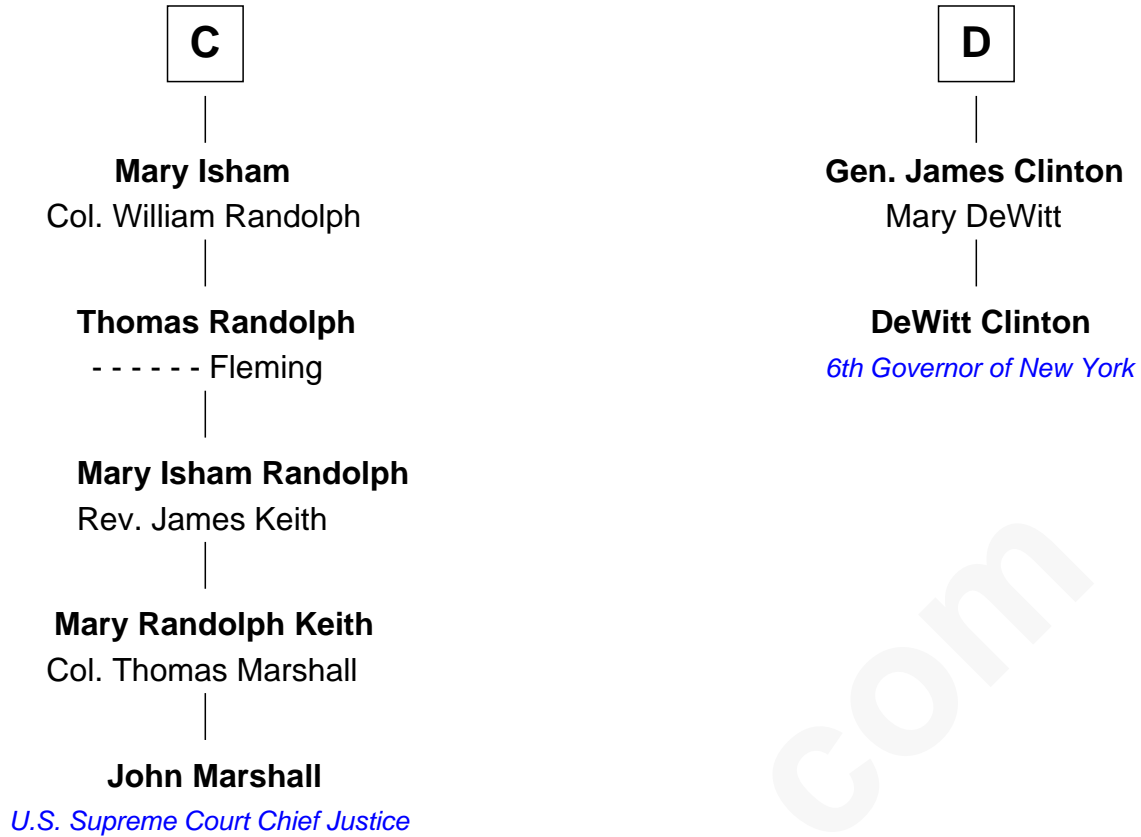 C
Mary Isham
Col. William Randolph
Thomas Randolph
- - - - - - Fleming
Mary Isham Randolph
Rev. James Keith
Mary Randolph Keith
Col. Thomas Marshall
John Marshall
U.S. Supreme Court Chief Justice
D
Gen. James Clinton
Mary DeWitt
DeWitt Clinton
6th Governor of New York
com